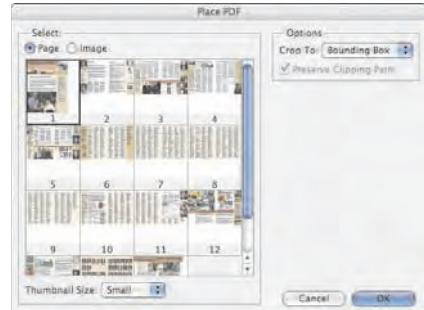 Place PDF
Select:
Page Image
1 2 3 4
5 6 7 8
9 10 11 12
Thumbnail Size: Small
Options
Crop To: Bounding Box
Preserve Clipping Path
Cancel OK